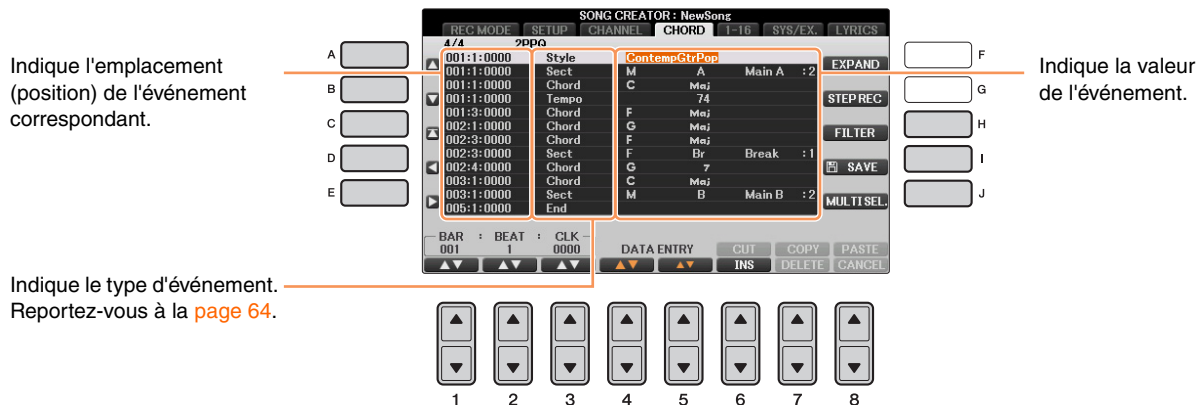 SONG CREATOR : NewSong
REC MODE SETUP CHANNEL CHORD 1-16 SYS/EX. LYRICS
4/4 2PPQ
001:1:0000 Style ContempGtrPop
001:1:0000 Sect M A Main A :2
001:1:0000 Chord C Maj
001:1:0000 Tempo 74
001:3:0000 Chord F Maj
002:1:0000 Chord G Maj
002:3:0000 Chord F Maj
002:3:0000 Sect F Br Break :1
002:4:0000 Chord G 7
003:1:0000 Chord C Maj
003:1:0000 Sect M B Main B :2
005:1:0000 End
EXPAND
STEP REC
FILTER
SAVE
MULTI SEL.
BAR : BEAT : CLK
001 1 0000
DATA ENTRY
CUT COPY PASTE
INS DELETE CANCEL
A
B
C
D
E
F
G
H
I
J
Indique l'emplacement
(position) de l'événement
correspondant.
Indique la valeur
de l'événement.
Indique le type d'événement.
Reportez-vous à la page 64.
1 2 3 4 5 6 7 8